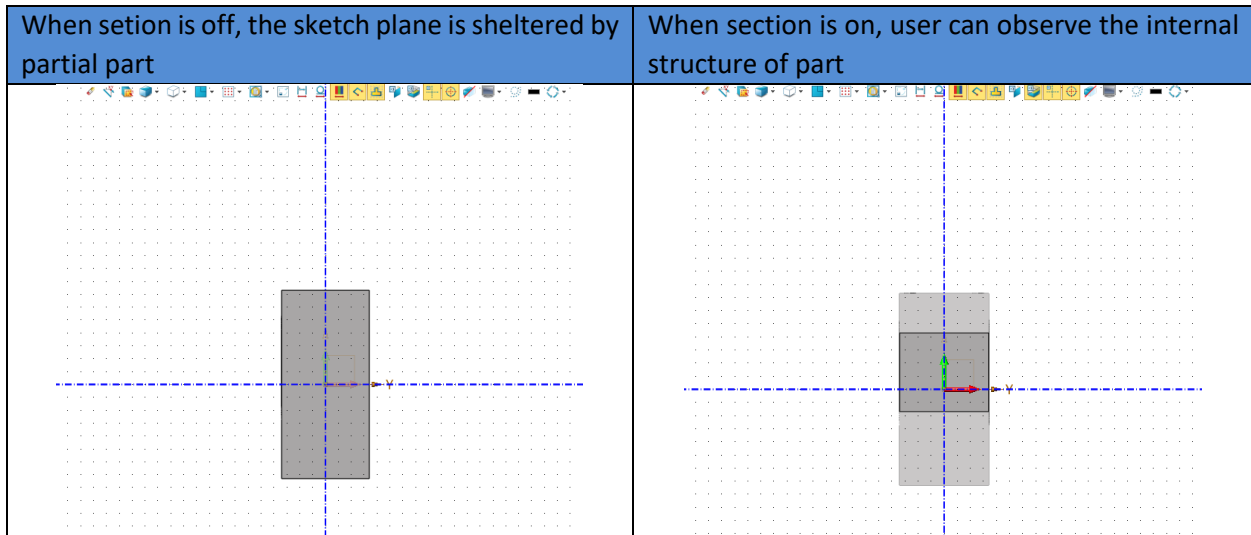 When setion is off, the sketch plane is sheltered by
partial part
When section is on, user can observe the internal
structure of part
Y
Y